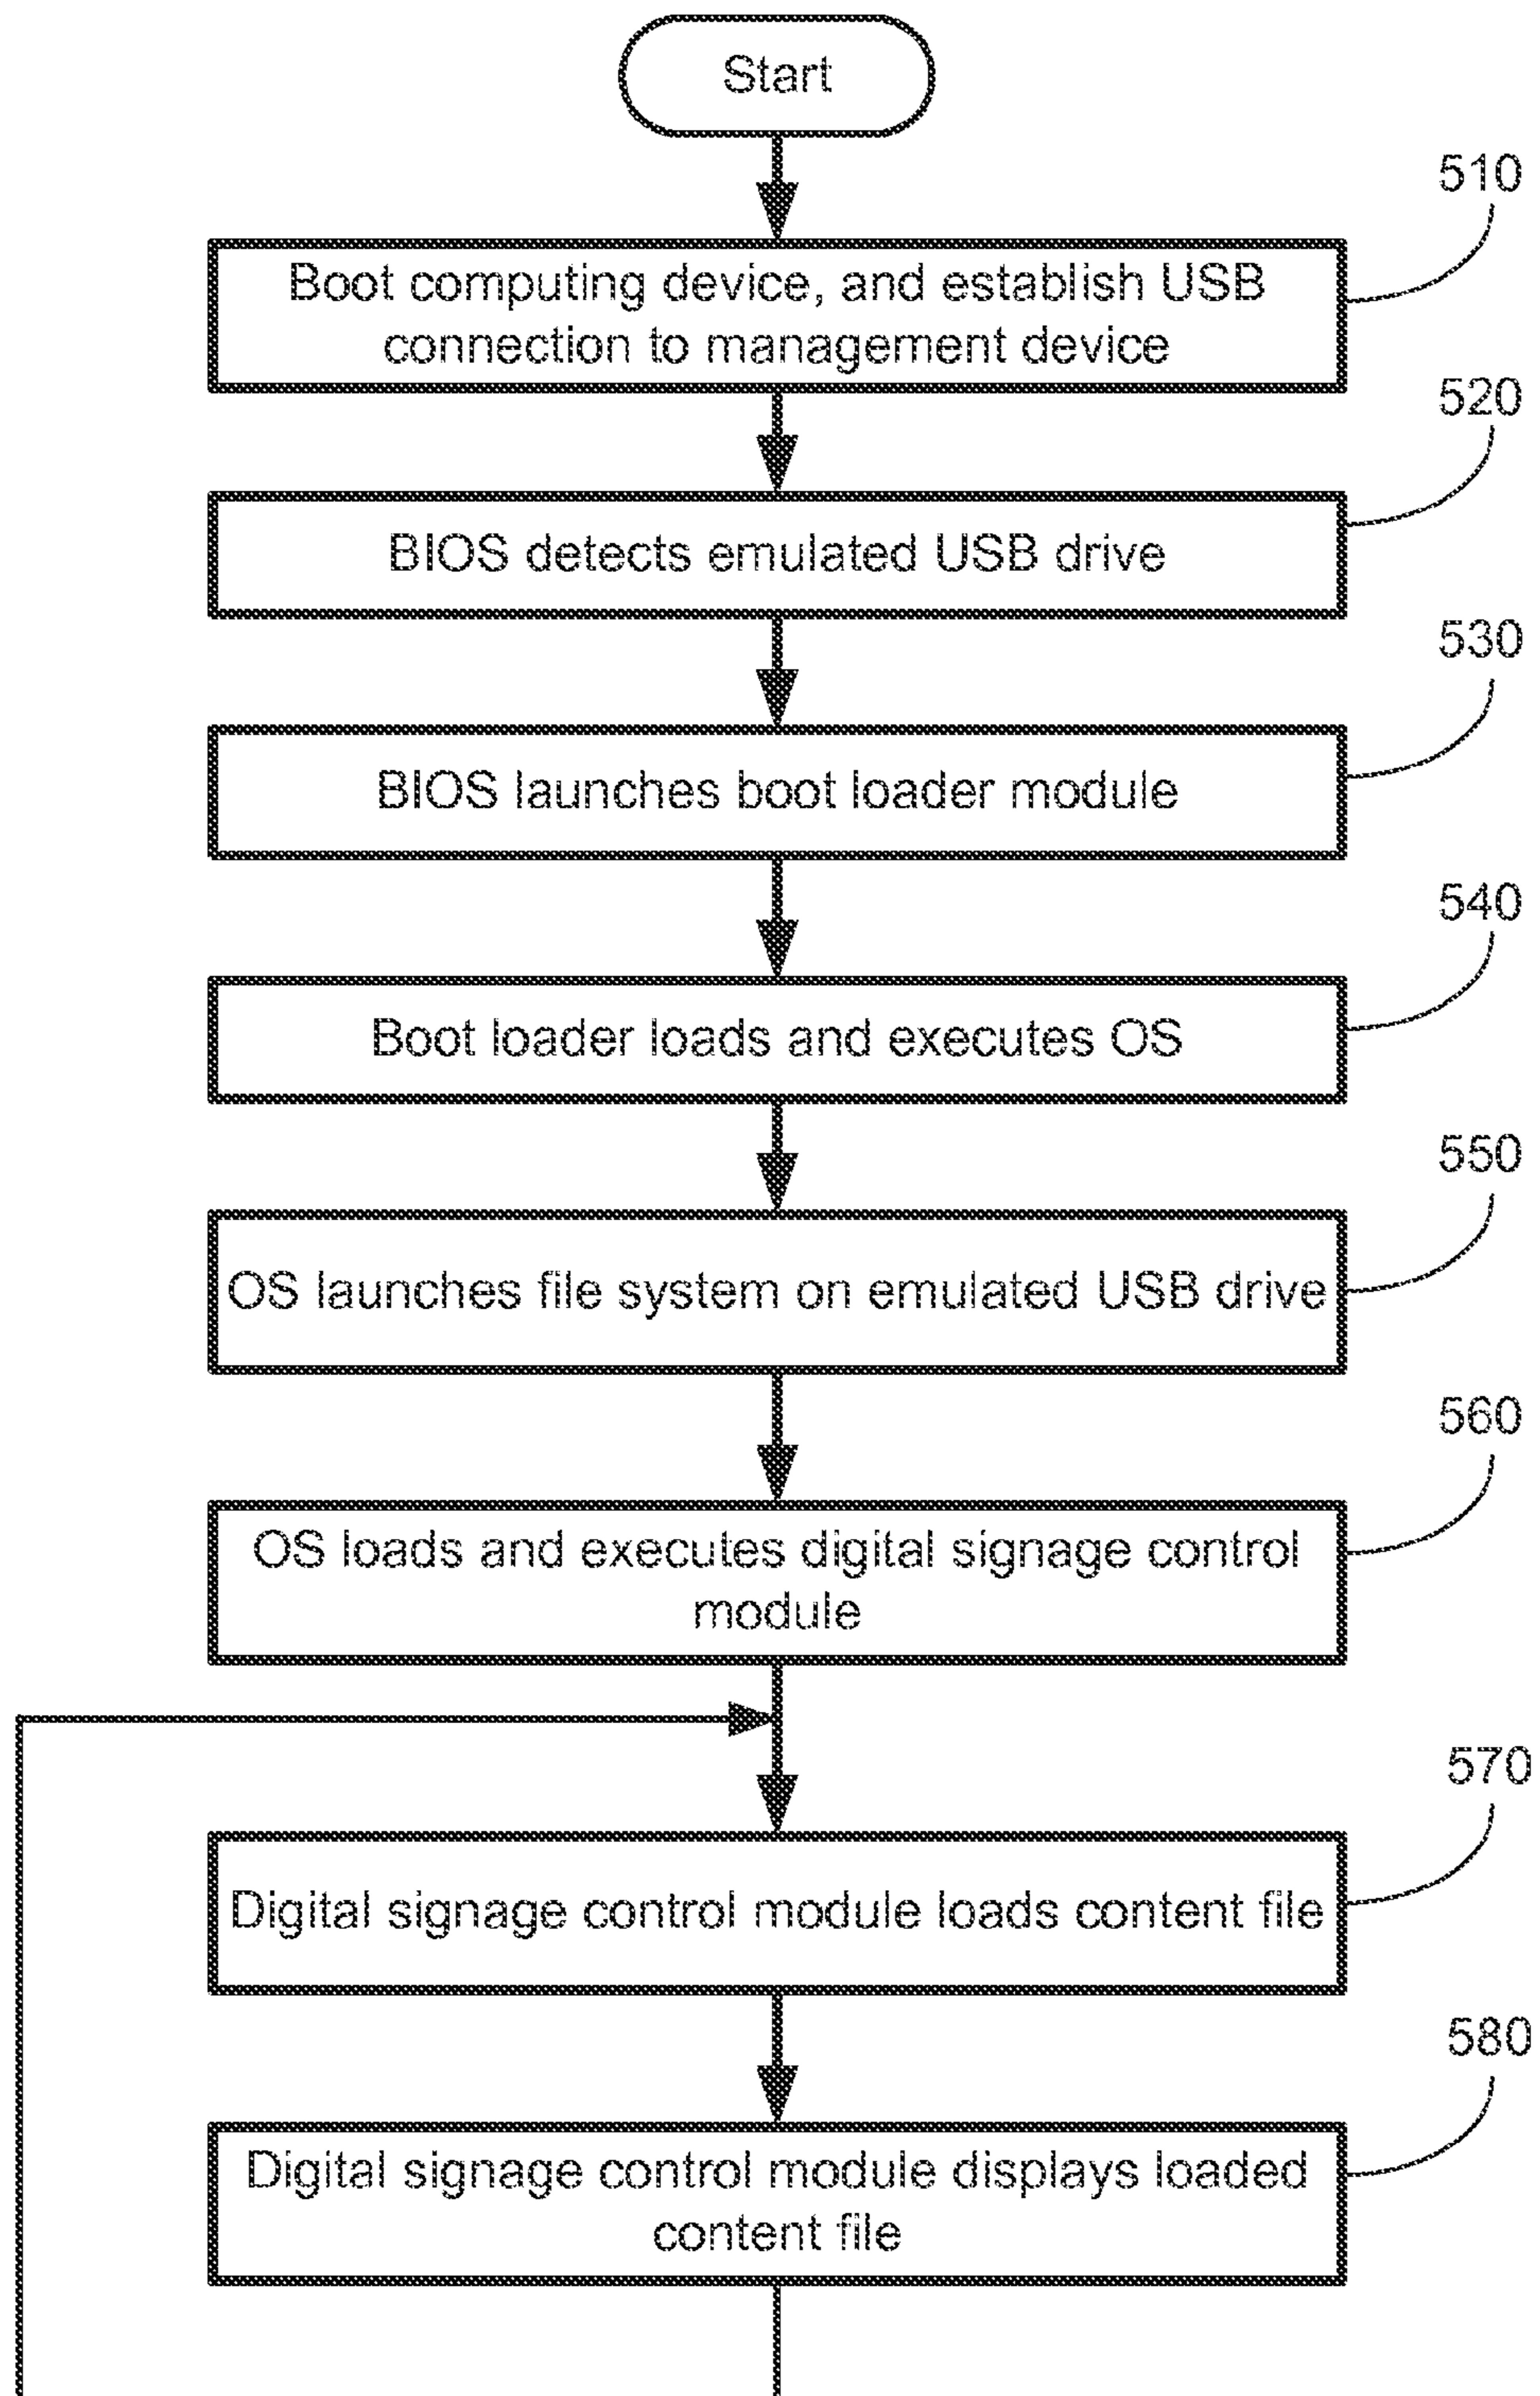 Start
510
Boot computing device, and establish USB
connection to management device
520
BIOS detects emulated USB drive
530
BIOS launches boot loader module
540
Boot loader loads and executes OS
550
OS launches file system on emulated USB drive
560
OS loads and executes digital signage control
module
570
Digital signage control module loads content file
580
Digital signage control module displays loaded
content file